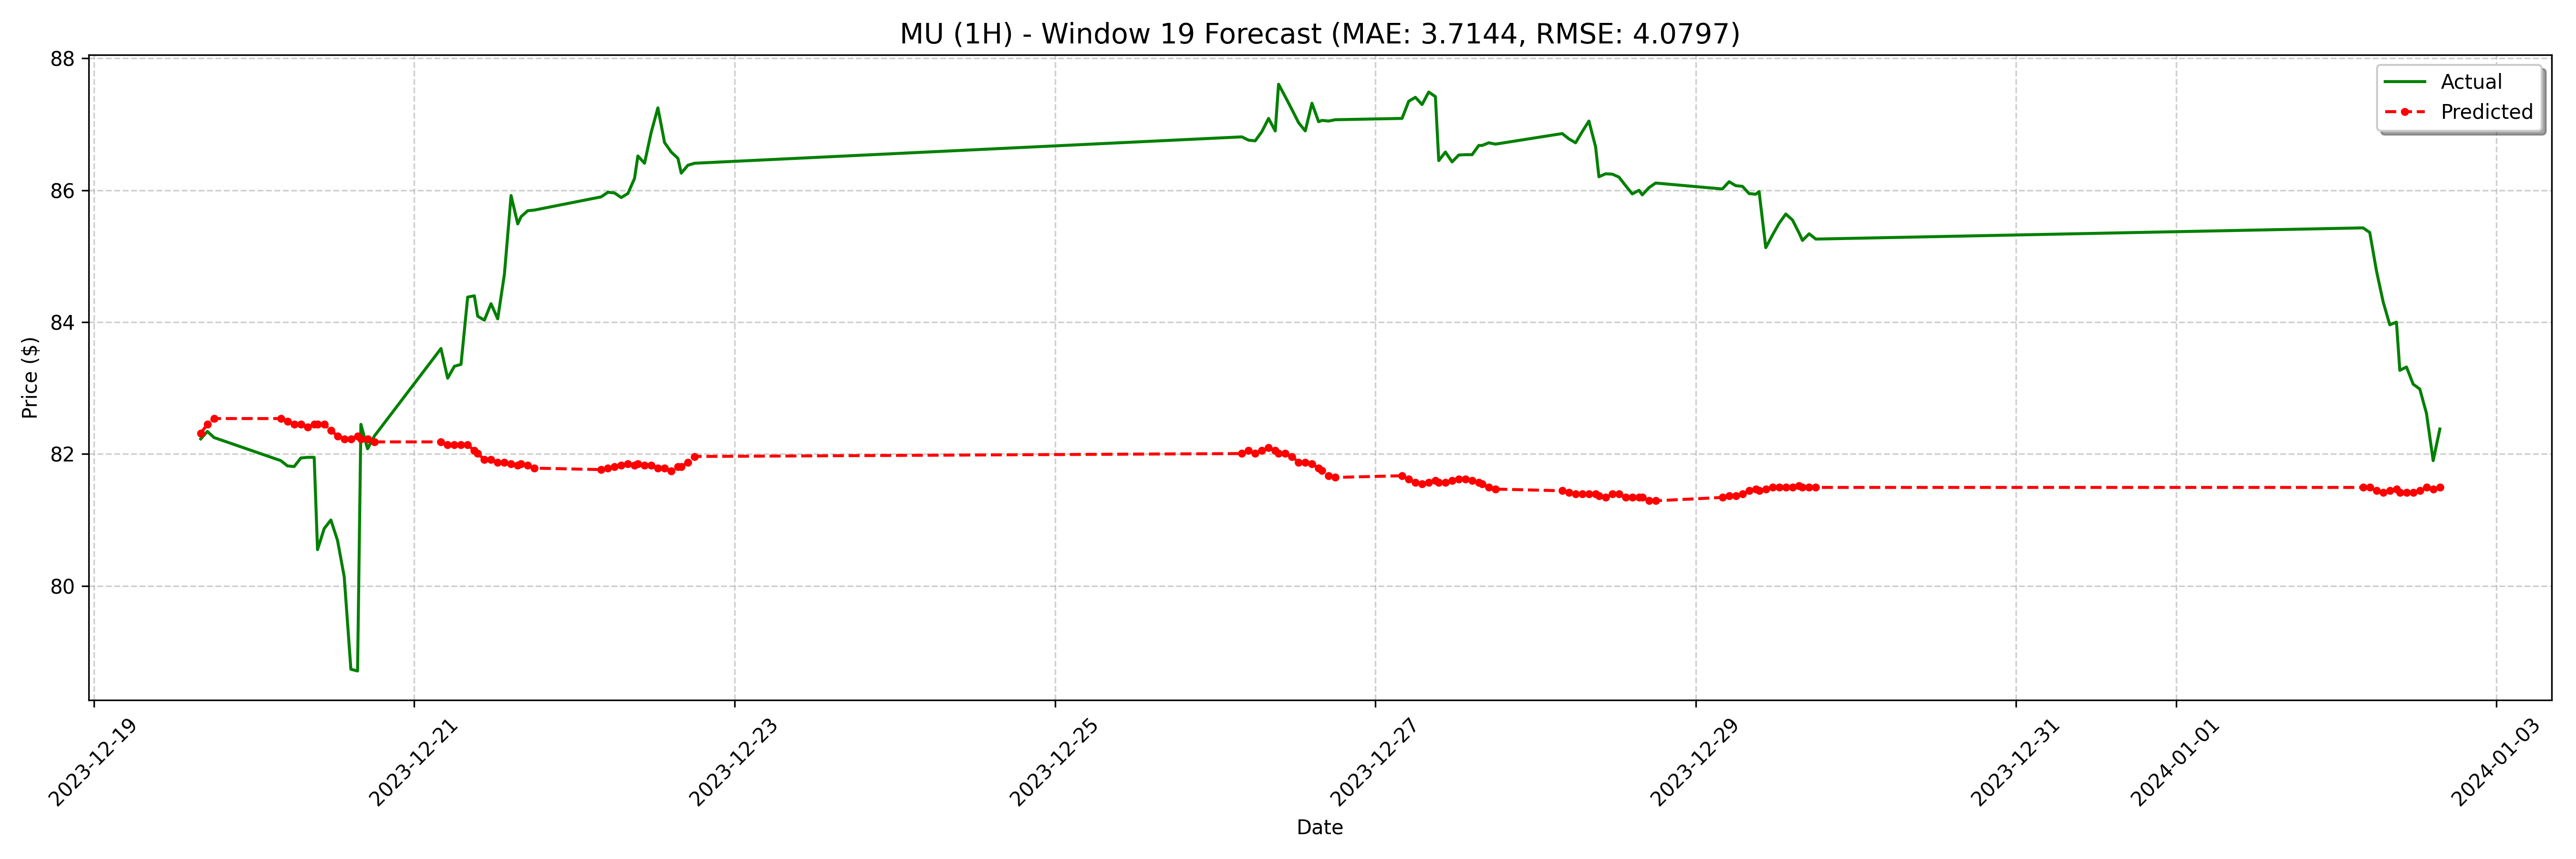 MU (1H) - Window 19 Forecast (MAE: 3.7144, RMSE: 4.0797)
Actual
Predicted
Price ($)
88
86
84
82
80
2023-12-19
2023-12-21
2023-12-23
2023-12-25
2023-12-27
2023-12-29
2023-12-31
2024-01-01
2024-01-03
Date